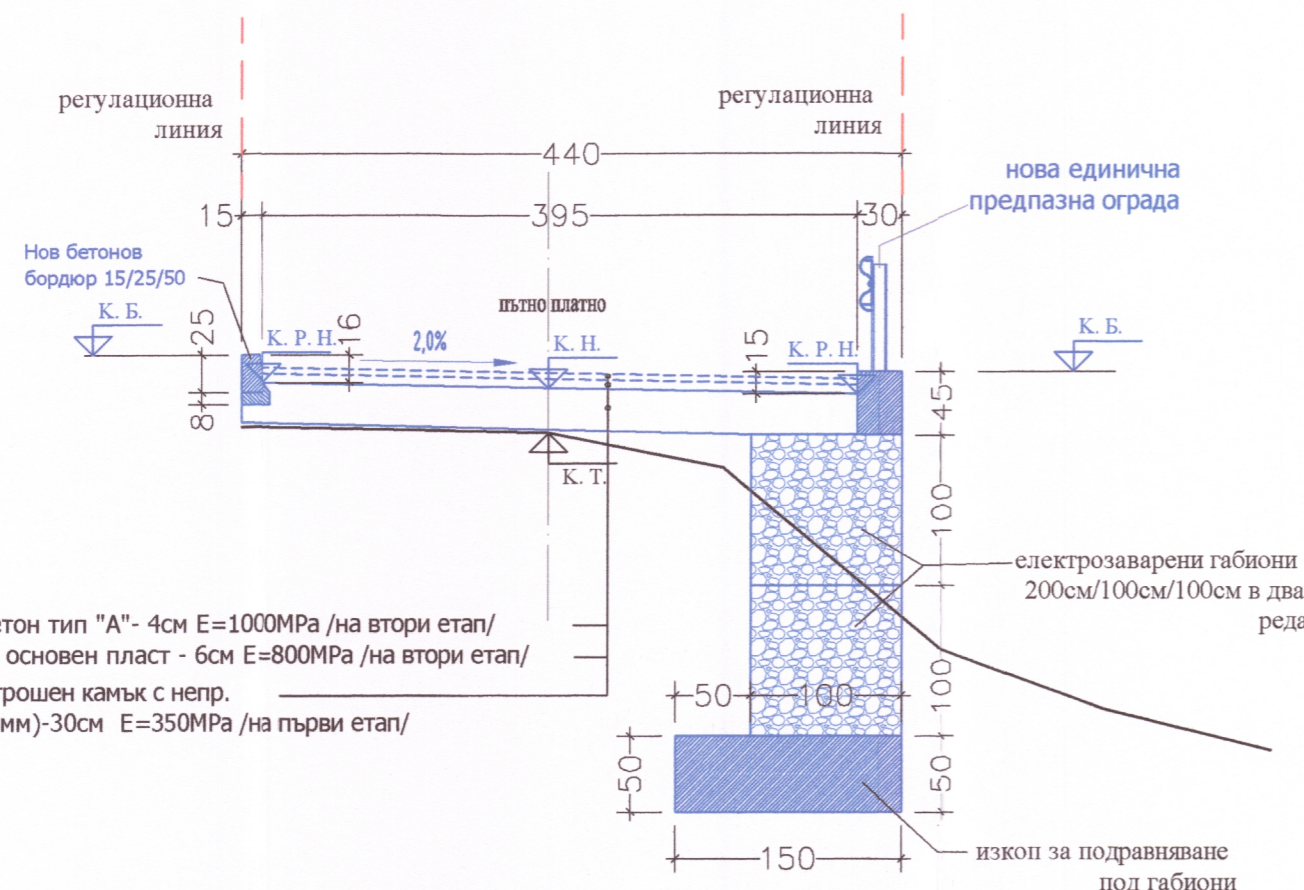 регулационна
линия
регулационна
линия
440
нова единична
предпазна ограда
15
395
30
Нов бетонов
бордюр 15/25/50
пътно платно
К. Б.
25
К. Р. Н.
16
2,0%
К. Н.
К. Р. Н.
15
К. Б.
8
11
45
К. Т.
100
електрозаварени габиони
200см/100см/100см в два
реда
етон тип "А"- 4см E=1000MPa /на втори етап/
основен пласт - 6см E=800MPa /на втори етап/
трошен камък с непр.
мм)-30см E=350MPa /на първи етап/
50
100
100
50
50
150
изкоп за подравняване
под габиони